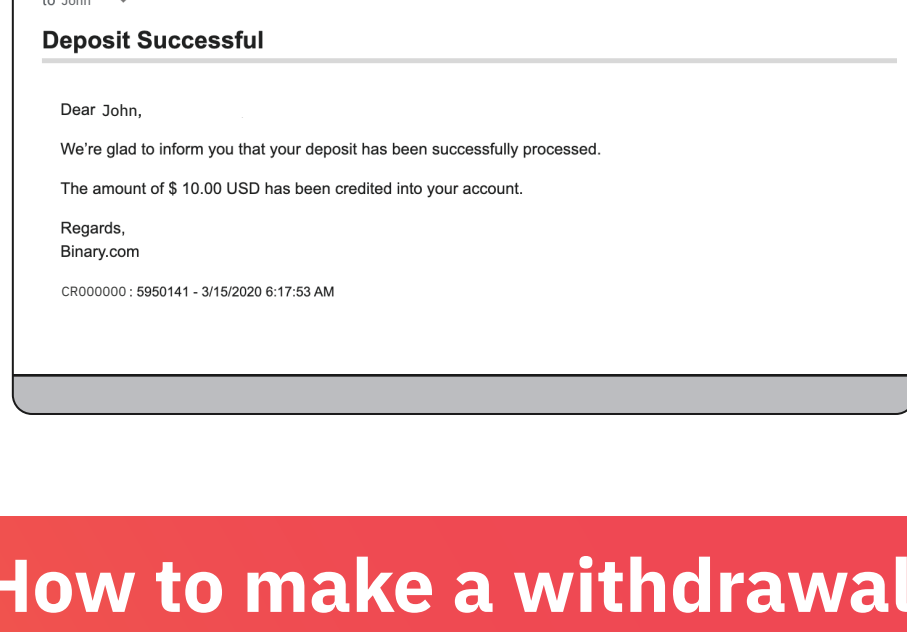 to John
Deposit Successful
Dear John,
We’re glad to inform you that your deposit has been successfully processed.
The amount of $ 10.00 USD has been credited into your account.
Regards,
Binary.com
CR000000 : 5950141 - 3/15/2020 6:17:53 AM
How to make a withdrawal